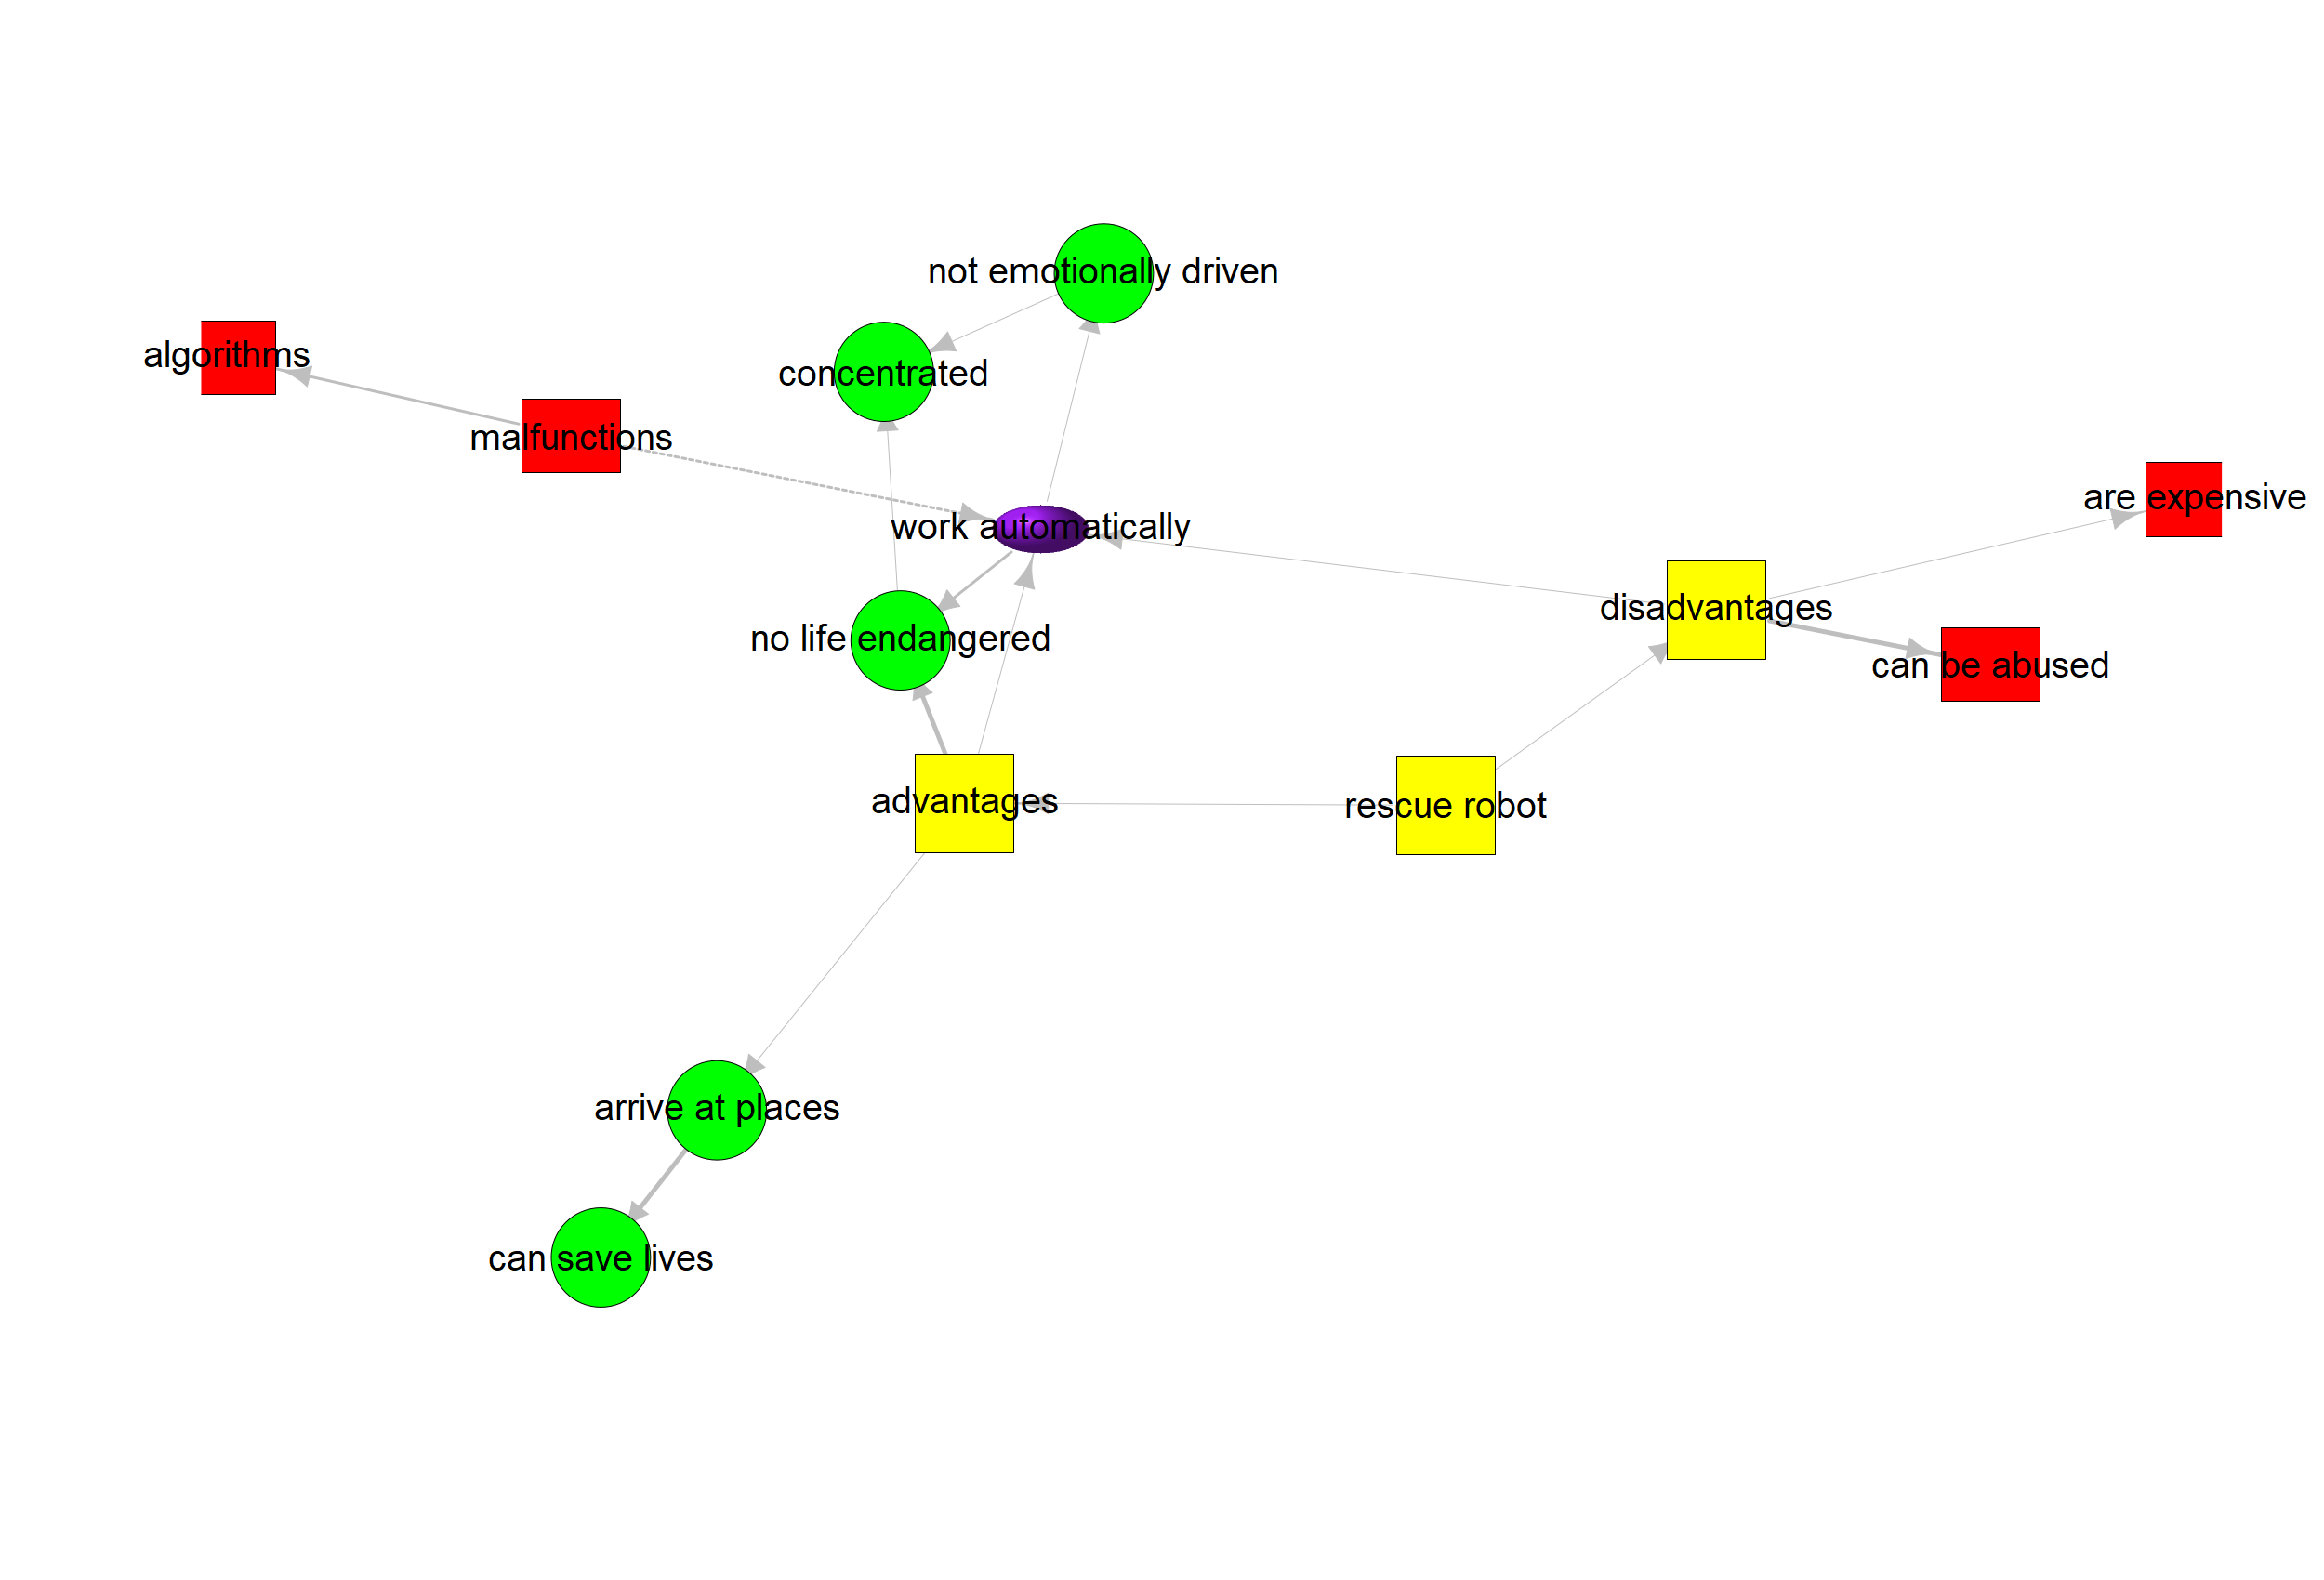 not emotionally driven
algorithms
concentrated
malfunctions
are expensive
work automatically
disadvantages
no life endangered
can be abused
advantages
rescue robot
arrive at places
can save lives